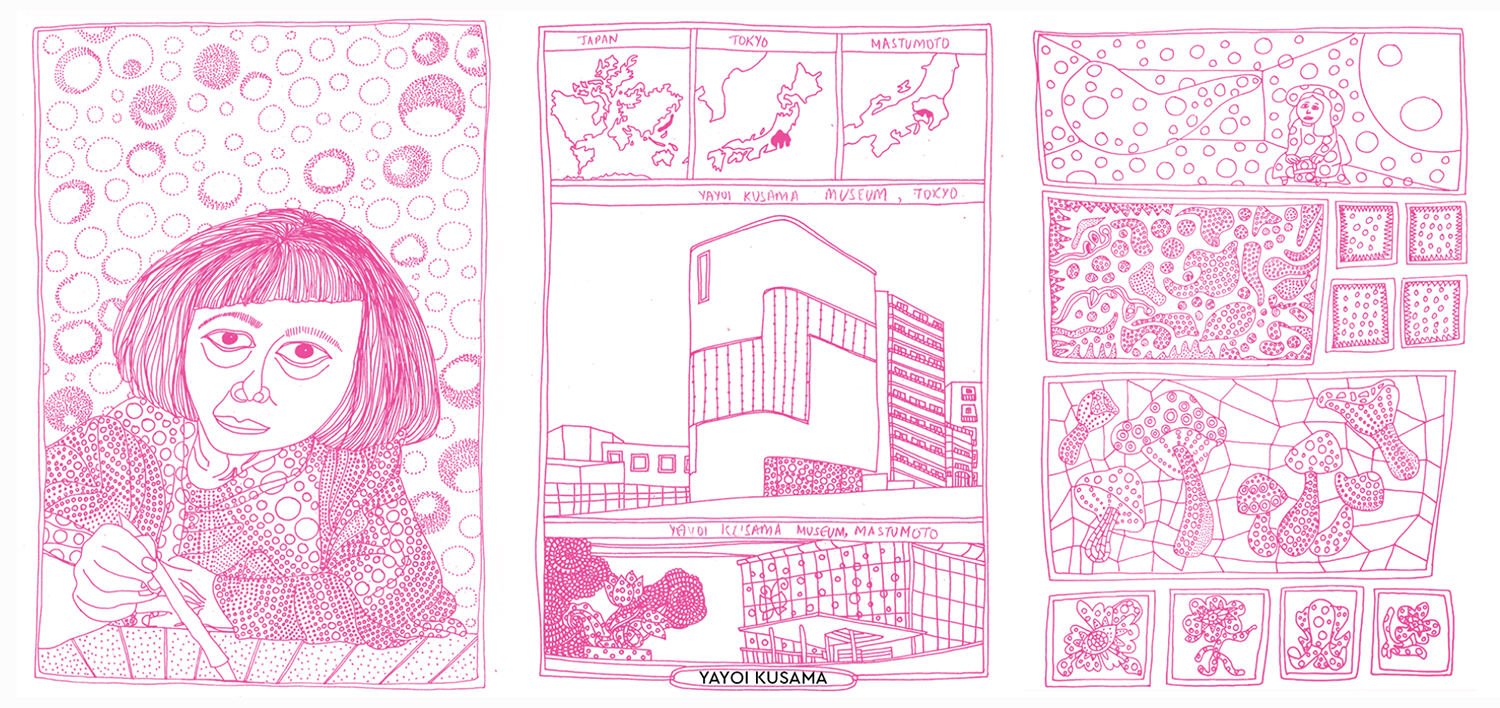 JAPAN
TOKYO
MASTUMOTO
YAYOI KUSAMA MUSEUM, TOKYO
YAYOI KUSAMA MUSEUM, MASTUMOTO
YAYOI KUSAMA